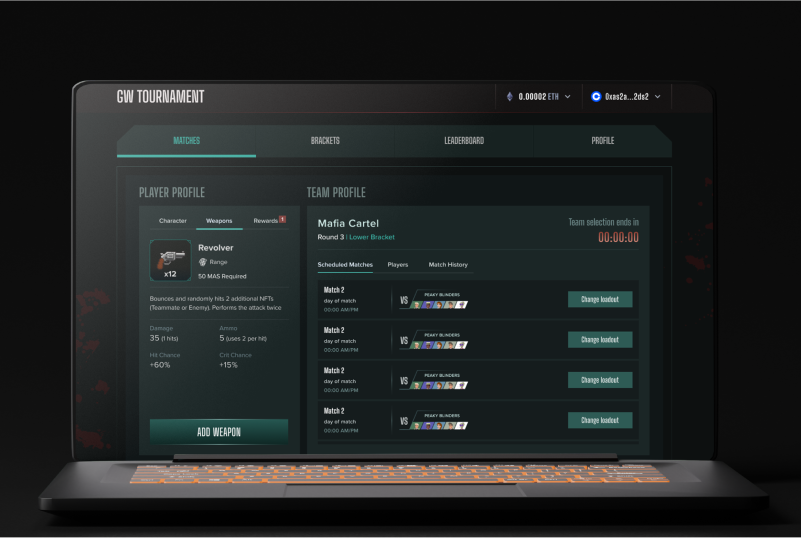 GW TOURNAMENT
0.00002 ETH
0xas2a...2ds2
MATCHES
BRACKETS
LEADERBOARD
PROFILE
PLAYER PROFILE
Character
Weapons
Rewards
1
x12
Revolver
Range
50 MAS Required
Bounces and randomly hits 2 additional NFTs
(Teammate or Enemy). Performs the attack twice
Damage
Ammo
35 (1 hits)
5 (uses 2 per hit)
Hit Chance
Crit Chance
+60%
+15%
ADD WEAPON
TEAM PROFILE
Mafia Cartel
Round 3 | Lower Bracket
Team selection ends in
00:00:00
Scheduled Matches
Players
Match History
Match 2
day of match
00:00 AM/PM
VS
PEAKY BLINDERS
Change loadout
Match 2
day of match
00:00 AM/PM
VS
PEAKY BLINDERS
Change loadout
Match 2
day of match
00:00 AM/PM
VS
PEAKY BLINDERS
Change loadout
Match 2
day of match
00:00 AM/PM
VS
PEAKY BLINDERS
Change loadout